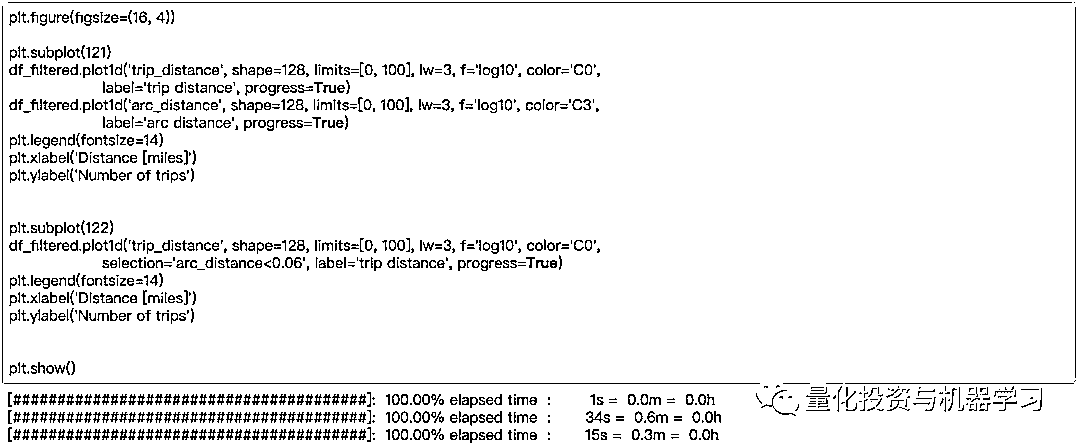 plt.figure(figsize=(16, 4))
plt.subplot(121)
df_filtered.plot1d('trip_distance', shape=128, limits=[0, 100], lw=3, f='log10', color='C0',
label='trip distance', progress=True)
df_filtered.plot1d('arc_distance', shape=128, limits=[0, 100], lw=3, f='log10', color='C3',
label='arc distance', progress=True)
plt.legend(fontsize=14)
plt.xlabel('Distance [miles]')
plt.ylabel('Number of trips')
plt.subplot(122)
df_filtered.plot1d('trip_distance', shape=128, limits=[0, 100], lw=3, f='log10', color='C0',
selection='arc_distance<0.06', label='trip distance', progress=True)
plt.legend(fontsize=14)
plt.xlabel('Distance [miles]')
plt.ylabel('Number of trips')
plt.show()
[########################################]: 100.00% elapsed time : 1s = 0.0m = 0.0h
[########################################]: 100.00% elapsed time : 34s = 0.6m = 0.0h
[########################################]: 100.00% elapsed time : 15s = 0.3m = 0.0h
量化投资与机器学习